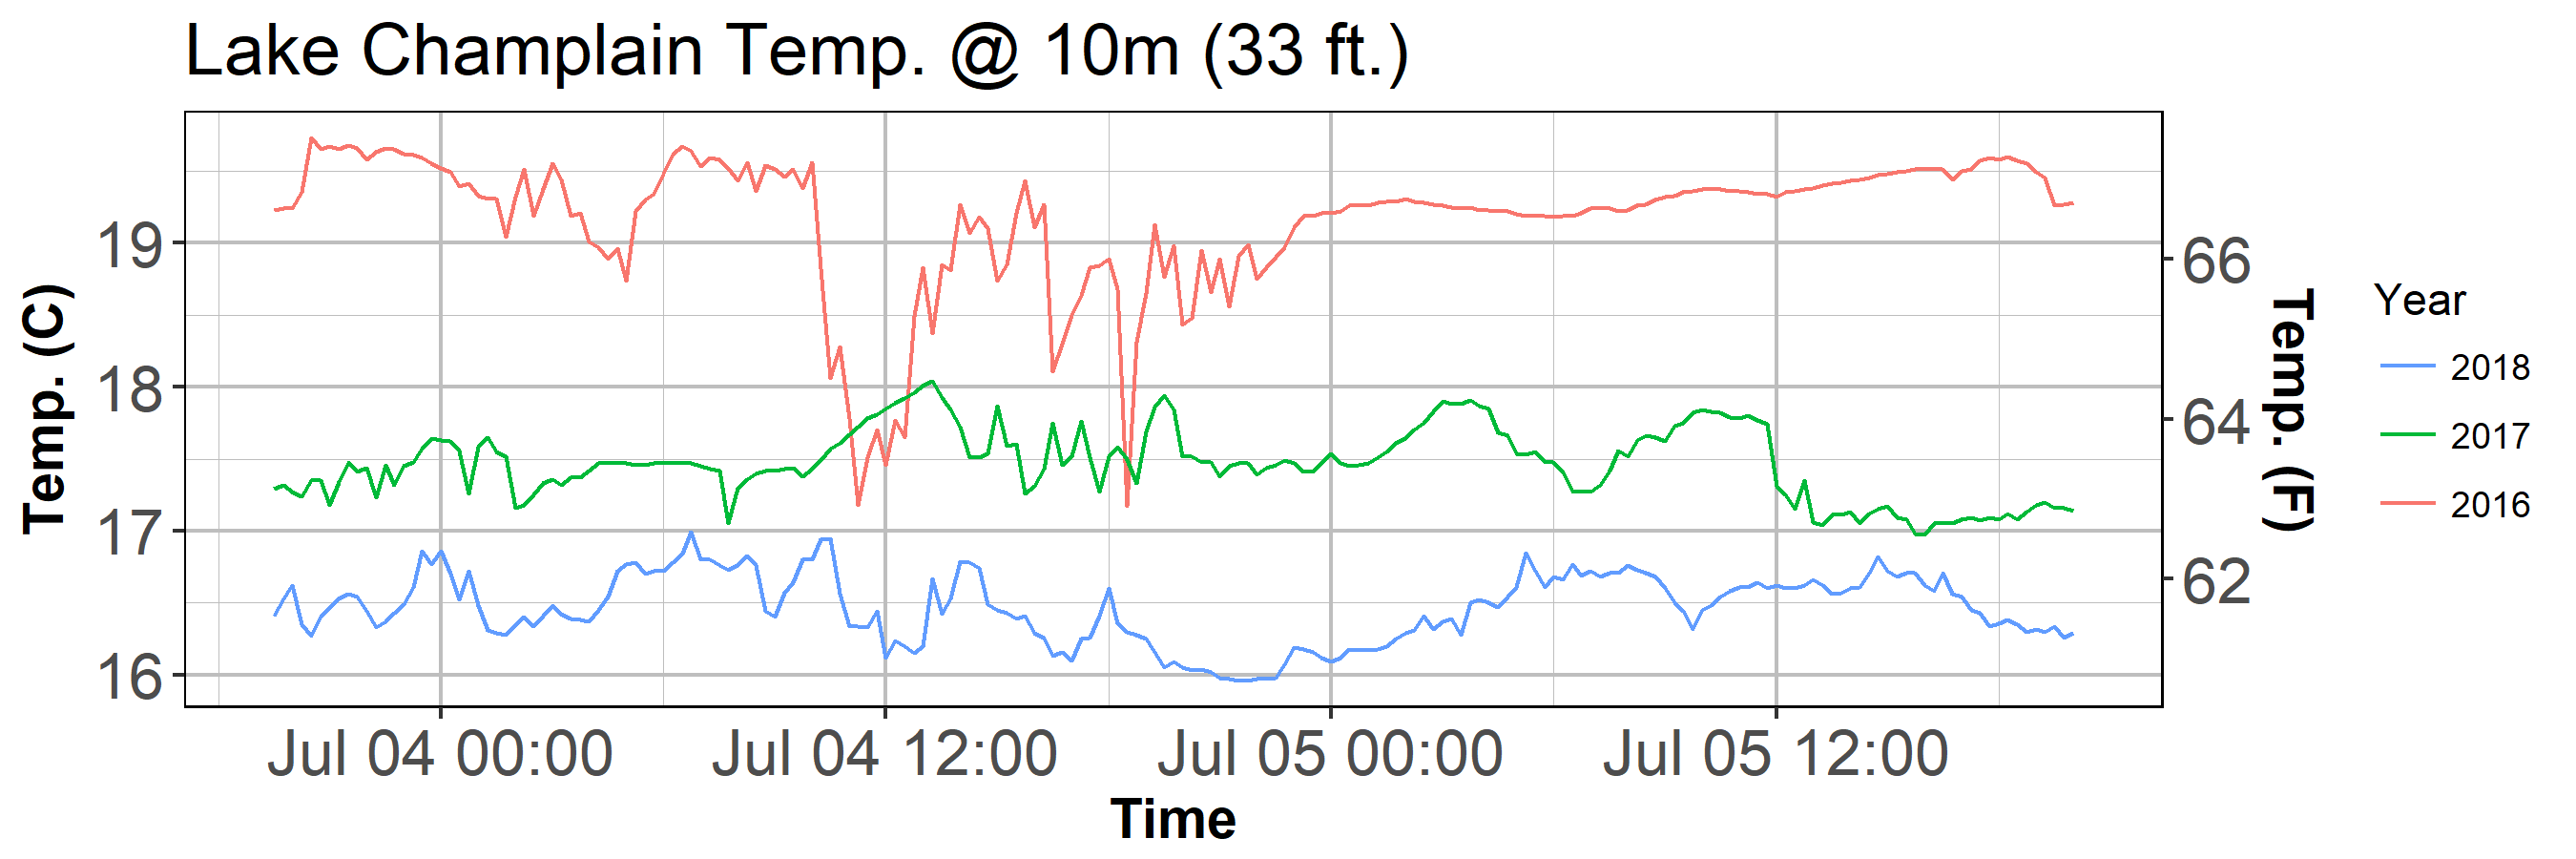 Lake Champlain Temp. @ 10m (33 ft.)
Temp. (C)
19
18
17
16
66
64
62
Temp. (F)
Year
2018
2017
2016
Jul 04 00:00
Jul 04 12:00
Jul 05 00:00
Jul 05 12:00
Time